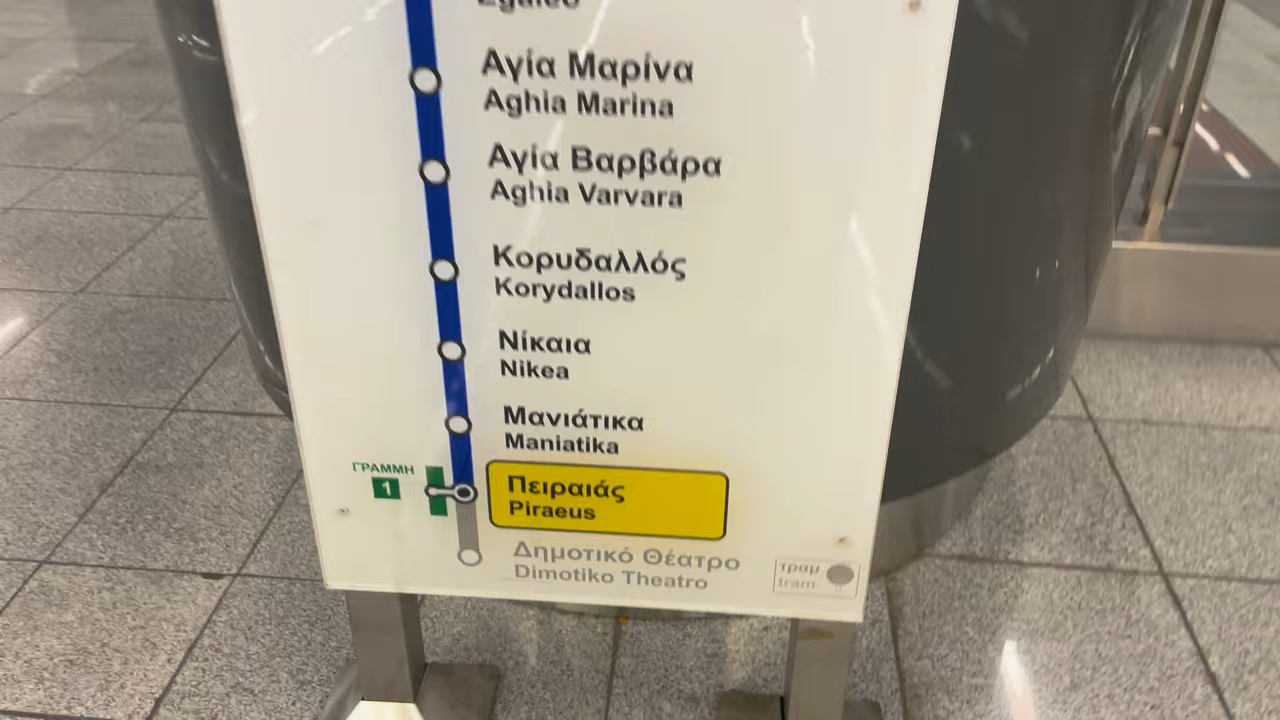 Egaleo
Αγία Μαρίνα
Aghia Marina
Αγία Βαρβάρα
Aghia Varvara
Κορυδαλλός
Korydallos
Νίκαια
Nikea
Μανιάτικα
Maniatika
ΓΡΑΜΜΗ
1
Πειραιάς
Piraeus
Δημοτικό Θέατρο
Dimotiko Theatro
τραμ
tram